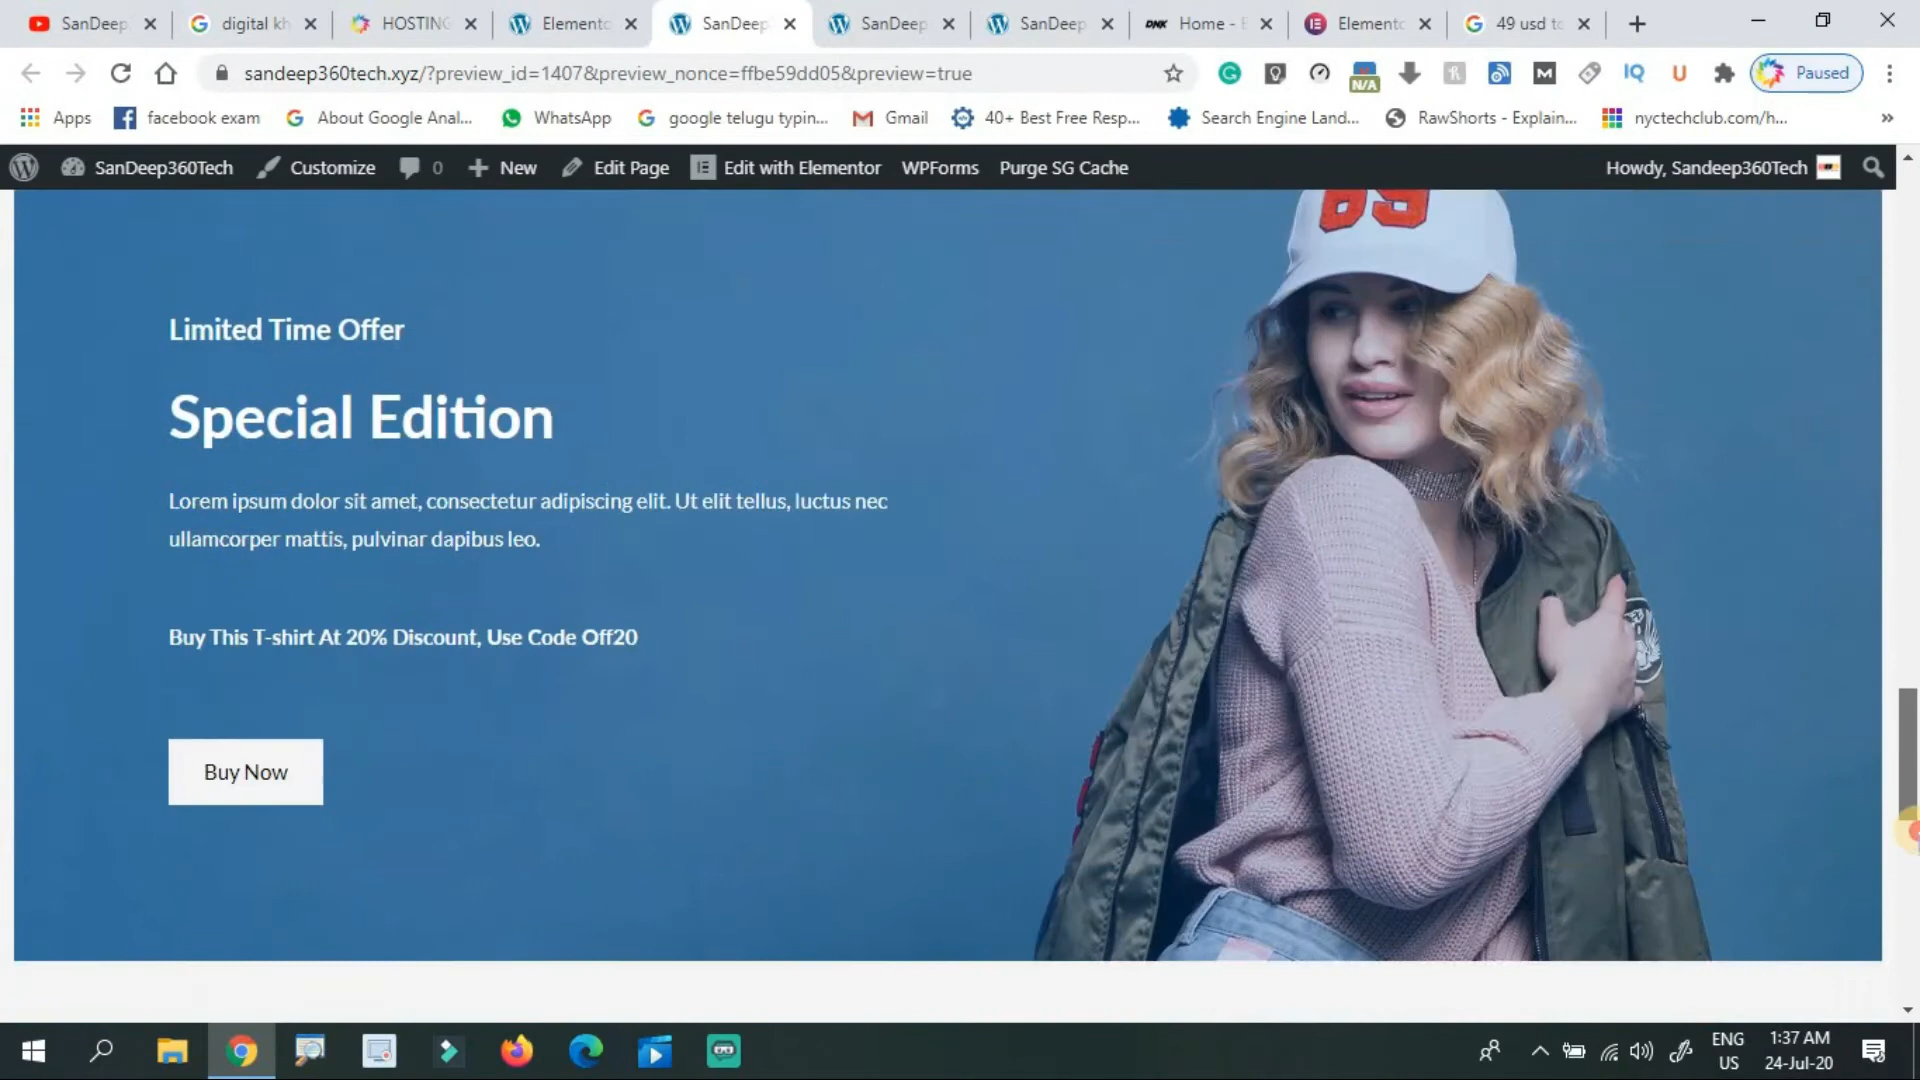 SanDeep
digital kh
HOSTING
Elemento
SanDeep
SanDeep
SanDeep
DNK Home - E
Elemento
49 usd to
sandeep360tech.xyz/?preview_id=1407&preview_nonce=ffbe59dd05&preview=true
N/A
IQ
Paused
Apps
facebook exam
About Google Anal...
WhatsApp
google telugu typin...
Gmail
40+ Best Free Resp...
Search Engine Land...
RawShorts - Explain...
nyctechclub.com/h...
»
SanDeep360Tech
Customize
0
New
Edit Page
Edit with Elementor
WPForms
Purge SG Cache
Howdy, Sandeep360Tech
Limited Time Offer
Special Edition
Lorem ipsum dolor sit amet, consectetur adipiscing elit. Ut elit tellus, luctus nec
ullamcorper mattis, pulvinar dapibus leo.
Buy This T-shirt At 20% Discount, Use Code Off20
Buy Now
ENG
US
1:37 AM
24-Jul-20